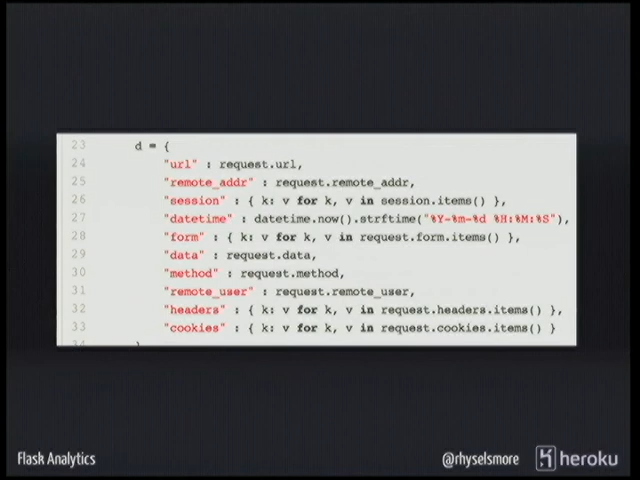 23 d = {
24 "url" : request.url,
25 "remote_addr" : request.remote_addr,
26 "session" : { k: v for k, v in session.items() },
27 "datetime" : datetime.now().strftime("%Y-%m-%d %H:%M:%S"),
28 "form" : { k: v for k, v in request.form.items() },
29 "data" : request.data,
30 "method" : request.method,
31 "remote_user" : request.remote_user,
32 "headers" : { k: v for k, v in request.headers.items() },
33 "cookies" : { k: v for k, v in request.cookies.items() }
34 }
Flask Analytics
@rhyselsmore heroku